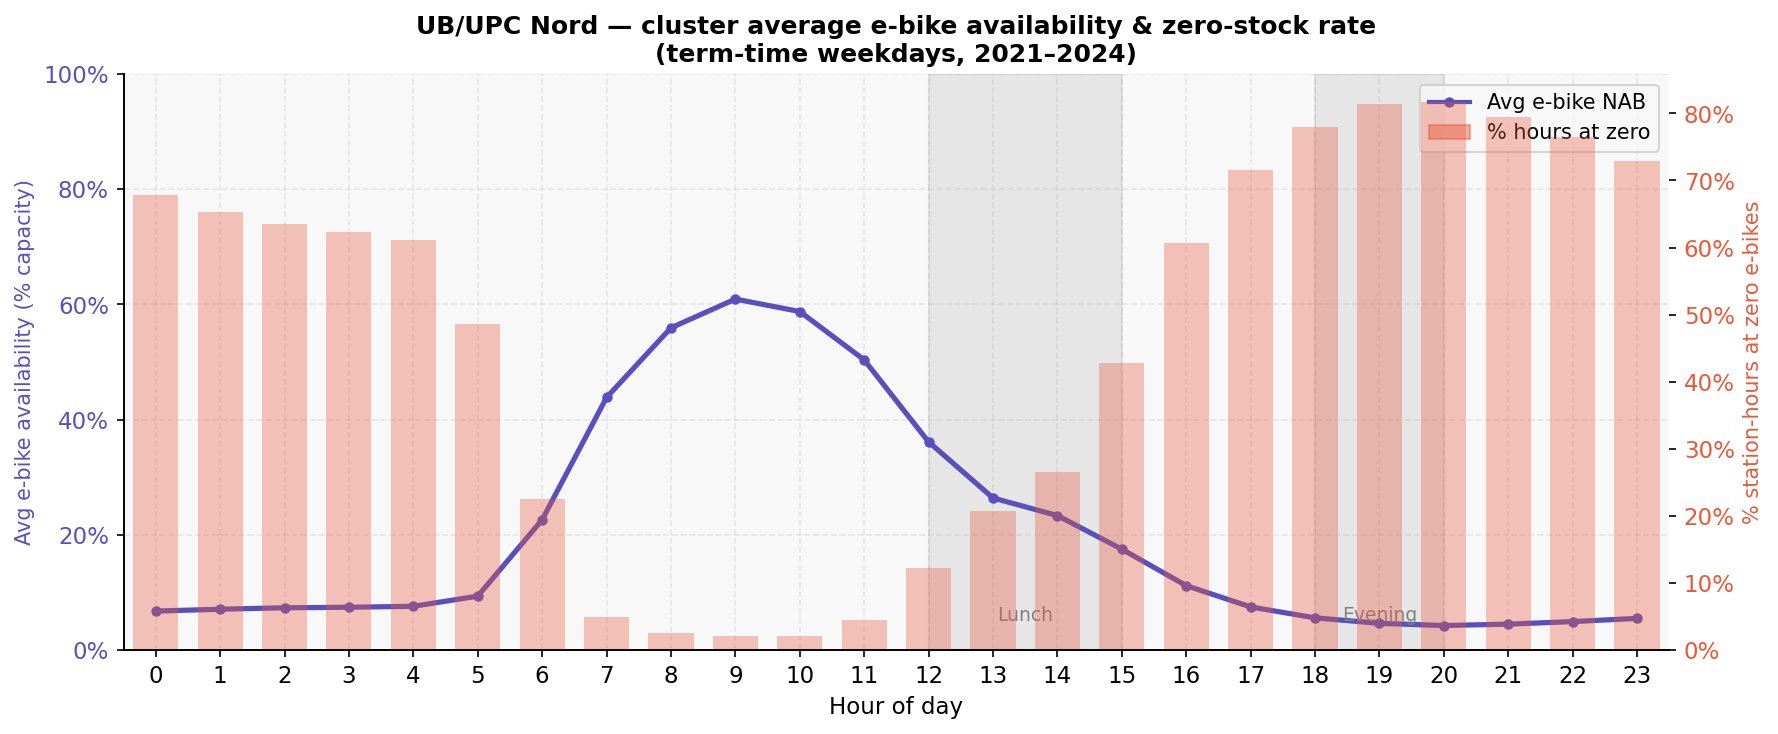 UB/UPC Nord — cluster average e-bike availability & zero-stock rate
(term-time weekdays, 2021–2024)
Avg e-bike availability (% capacity)
100%
80%
60%
40%
20%
0%
Avg e-bike NAB
% hours at zero
Lunch
Evening
80%
70%
60%
50%
40%
30%
20%
10%
0%
% station-hours at zero e-bikes
0 1 2 3 4 5 6 7 8 9 10 11 12 13 14 15 16 17 18 19 20 21 22 23
Hour of day